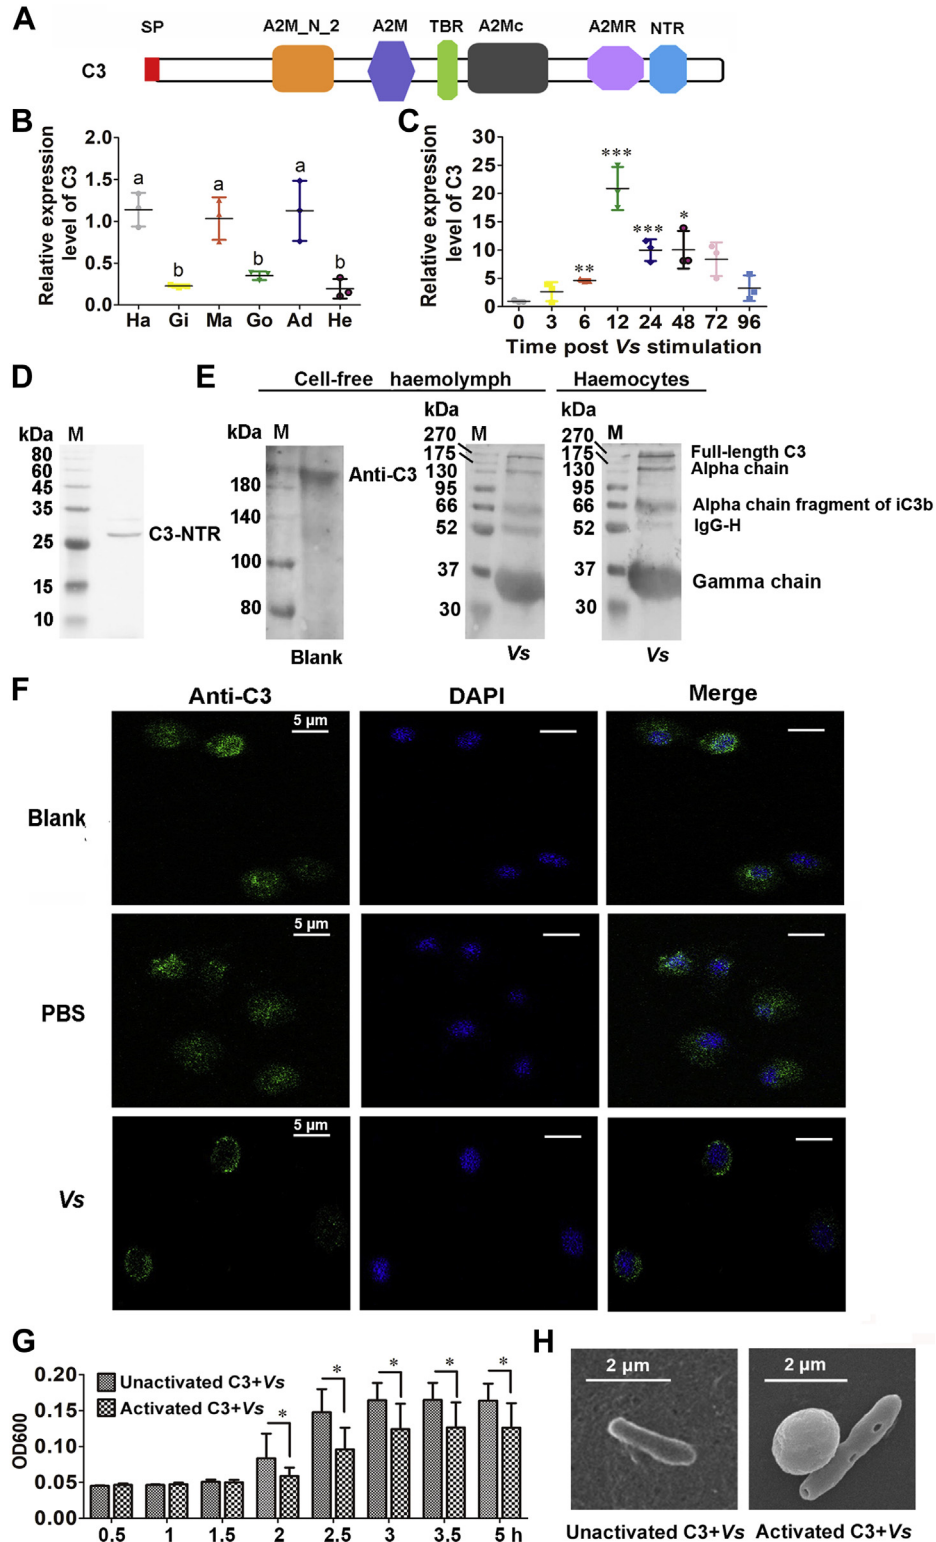 A
SP A2M_N_2 A2M TBR A2Mc A2MR NTR
C3
B
Relative expression
level of C3
2.0
1.5
1.0
0.5
0.0
a b a b a b
Ha Gi Ma Go Ad He
C
Relative expression
level of C3
30
25
20
15
10
5
0
** *** *** *
0 3 6 12 24 48 72 96
Time post Vs stimulation
D
kDa M
80
60
45
35
25
15
10
C3-NTR
E
Cell-free haemolymph
Haemocytes
kDa M
180
140
100
80
Anti-C3
Blank
kDa
M
270
175
130
95
66
52
37
30
Vs
kDa
M
270
175
130
95
66
52
37
30
Vs
Full-length C3
Alpha chain
Alpha chain fragment of iC3b
IgG-H
Gamma chain
F
Anti-C3 DAPI Merge
5 µm
Blank
5 µm
PBS
5 µm
Vs
G
OD600
0.20
0.15
0.10
0.05
0.00
Unactivated C3+Vs
Activated C3+Vs
* * * * *
0.5 1 1.5 2 2.5 3 3.5 5 h
H
2 µm 2 µm
Unactivated C3+Vs Activated C3+Vs